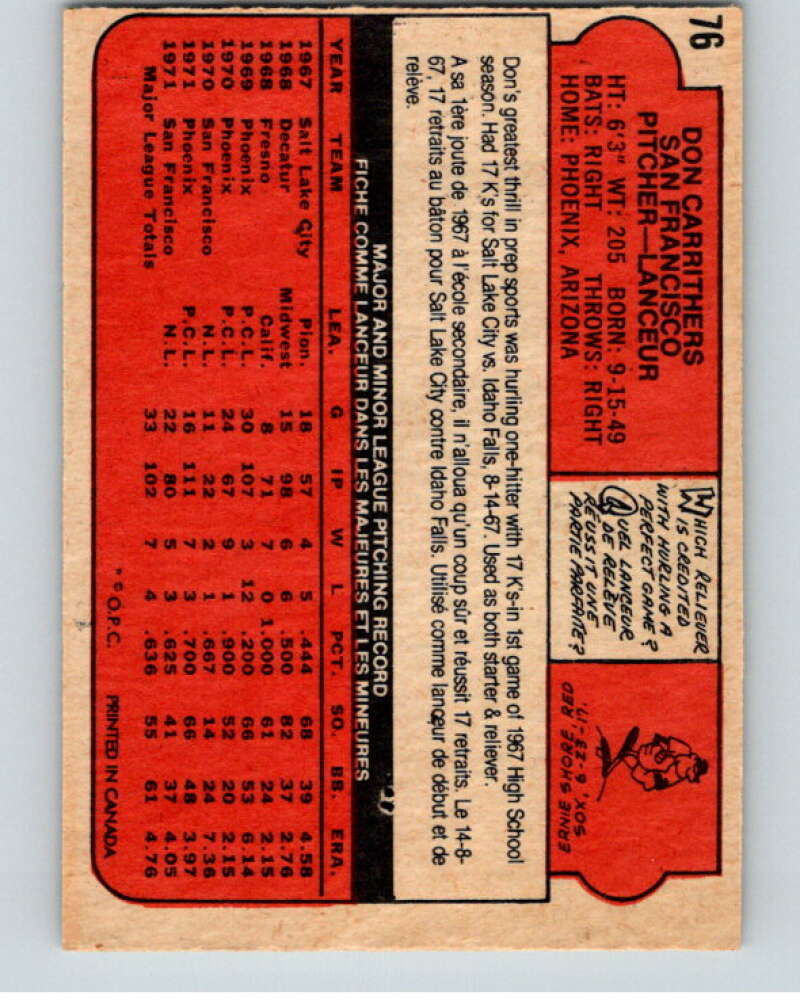 76
DON CARRITHERS
SAN FRANCISCO
PITCHER—LANCEUR
HT: 6'3" WT: 205 BORN: 9-15-49
BATS: RIGHT THROWS: RIGHT
HOME: PHOENIX, ARIZONA
WHICH RELIEVER
IS CREDITED
WITH HURLING A
PERFECT GAME?
QUEL LANCEUR
DE RELÈVE
RÉUSSIT UNE
PARTIE PARFAITE?
ERNIE SHORE, RED
SOX, 6-23-'17.
Don's greatest thrill in prep sports was hurling one-hitter with 17 K's-in 1st game of 1967 High School
season. Had 17 K's for Salt Lake City vs. Idaho Falls, 8-14-67. Used as both starter & reliever.
A sa 1ère joute de 1967 à l'école secondaire, il n'alloua qu'un coup sûr et réussit 17 retraits. Le 14-8-
67, 17 retraits au bâton pour Salt Lake City contre Idaho Falls. Utilisé comme lanceur de début et de
relève.
MAJOR AND MINOR LEAGUE PITCHING RECORD
FICHE COMME LANCEUR DANS LES MAJEURES ET LES MINEURES
YEAR TEAM LEA. G IP W L PCT. SO. BB. ERA.
1967 Salt Lake City Pion. 18 57 4 5 .444 68 39 4.58
1968 Decatur Midwest 15 98 6 6 .500 82 37 2.76
1968 Fresno Calif. 8 71 7 0 1.000 61 24 2.15
1969 Phoenix P.C.L. 30 107 3 12 .200 66 53 6.14
1970 Phoenix P.C.L. 24 67 9 1 .900 52 20 2.15
1970 San Francisco N.L. 11 22 2 1 .667 14 24 7.36
1971 Phoenix P.C.L. 16 111 7 3 .700 66 48 3.97
1971 San Francisco N.L. 22 80 5 3 .625 41 37 4.05
Major League Totals 33 102 7 4 .636 55 61 4.76
* © O.P.C. PRINTED IN CANADA